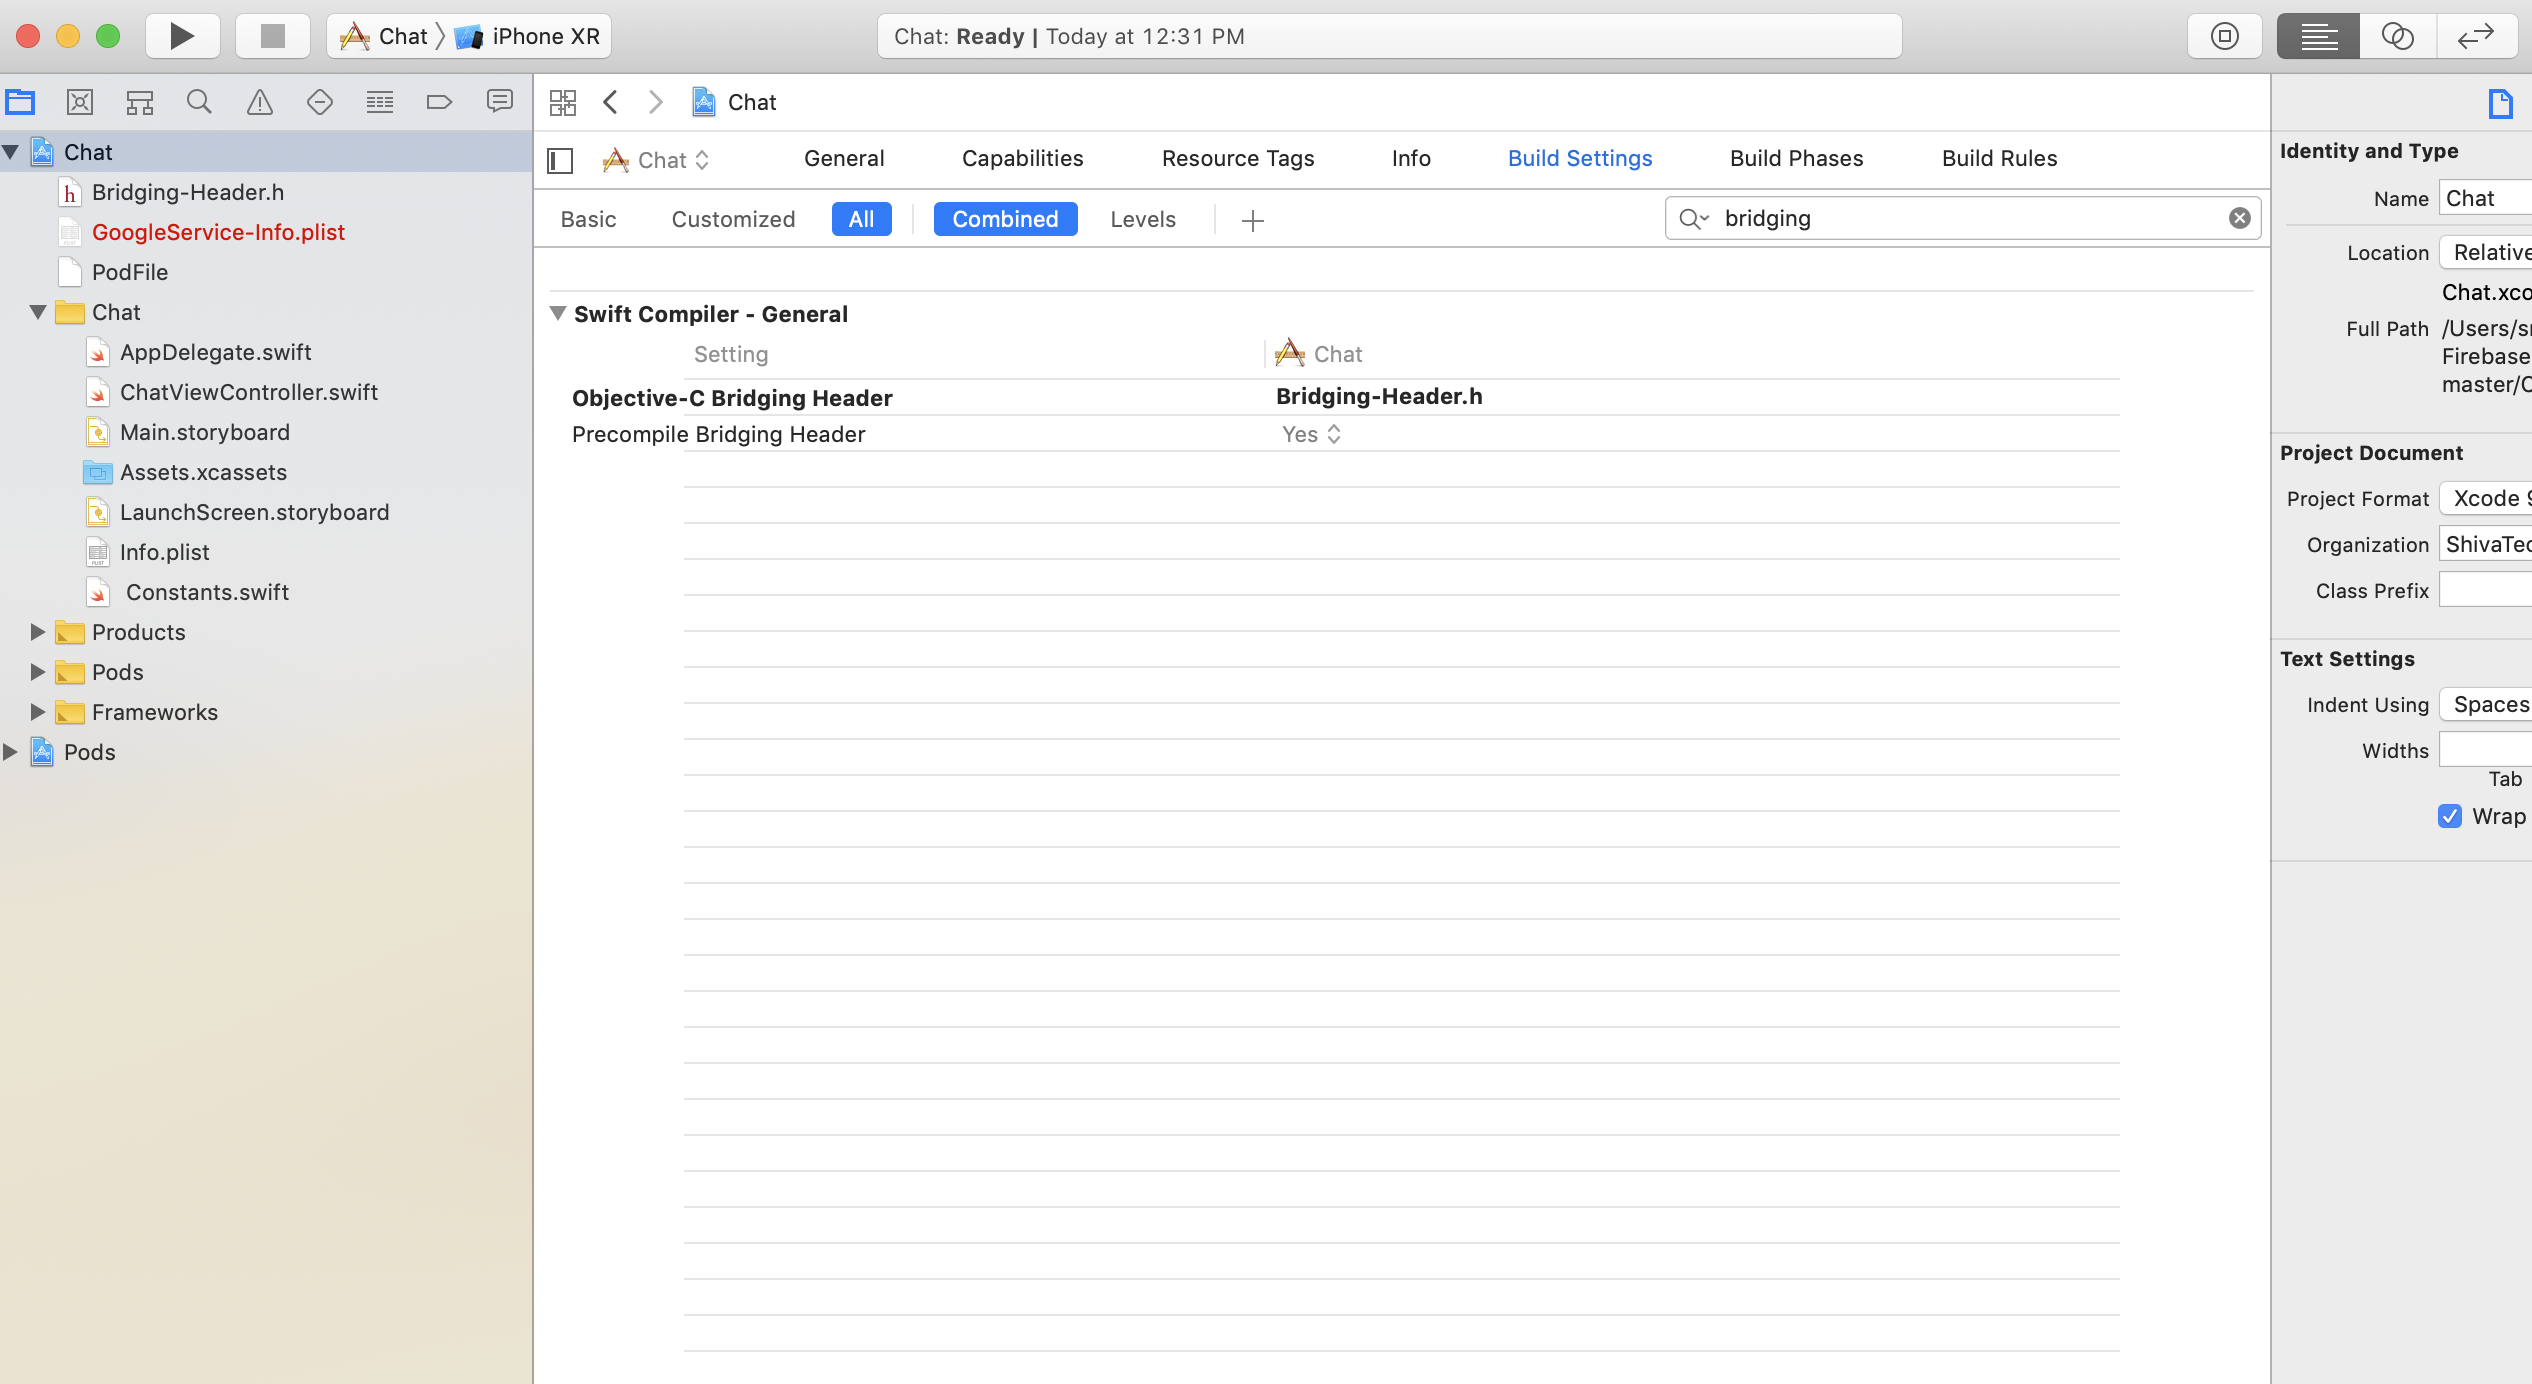 Chat 〉 iPhone XR
Chat: Ready | Today at 12:31 PM
Chat
Bridging-Header.h
GoogleService-Info.plist
PodFile
Chat
AppDelegate.swift
ChatViewController.swift
Main.storyboard
Assets.xcassets
LaunchScreen.storyboard
Info.plist
Constants.swift
Products
Pods
Frameworks
Pods
Chat
Chat General Capabilities Resource Tags Info Build Settings Build Phases Build Rules
Basic Customized All Combined Levels + bridging
Swift Compiler - General
Setting Chat
Objective-C Bridging Header Bridging-Header.h
Precompile Bridging Header Yes
Identity and Type
Name Chat
Location Relative
Chat.xco
Full Path /Users/s
Firebase
master/C
Project Document
Project Format Xcode 9
Organization ShivaTec
Class Prefix
Text Settings
Indent Using Spaces
Widths
Tab
Wrap